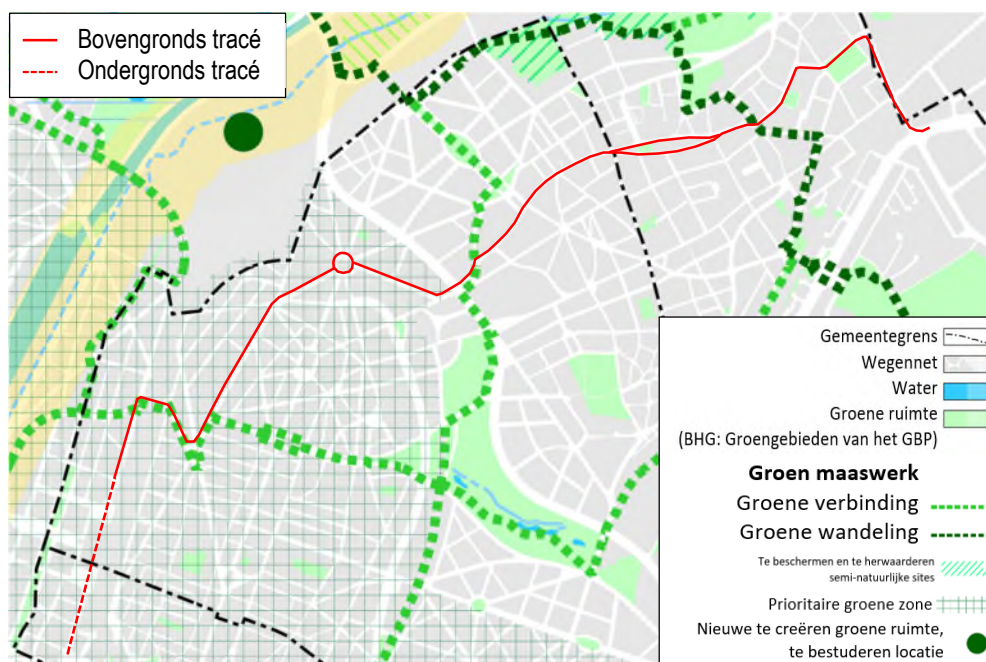 Bovengronds tracé
Ondergronds tracé
Gemeentegrens
Wegennet
Water
Groene ruimte
(BHG: Groengebieden van het GBP)
Groen maaswerk
Groene verbinding
Groene wandeling
Te beschermen en te herwaarderen
semi-natuurlijke sites
Prioritaire groene zone
Nieuwe te creëren groene ruimte,
te bestuderen locatie